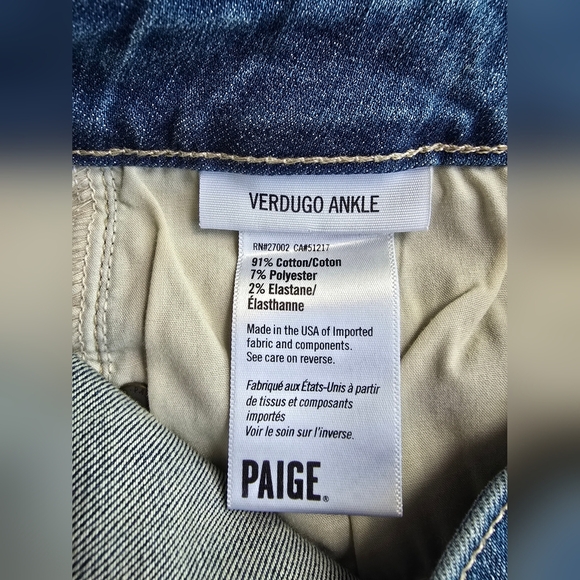 VERDUGO ANKLE
RN#27002 CA#51217
91% Cotton/Coton
7% Polyester
2% Elastane/
Élasthanne
Made in the USA of Imported
fabric and components.
See care on reverse.
Fabriqué aux États-Unis à partir
de tissus et composants
importés
Voir le soin sur l'inverse.
PAIGE®